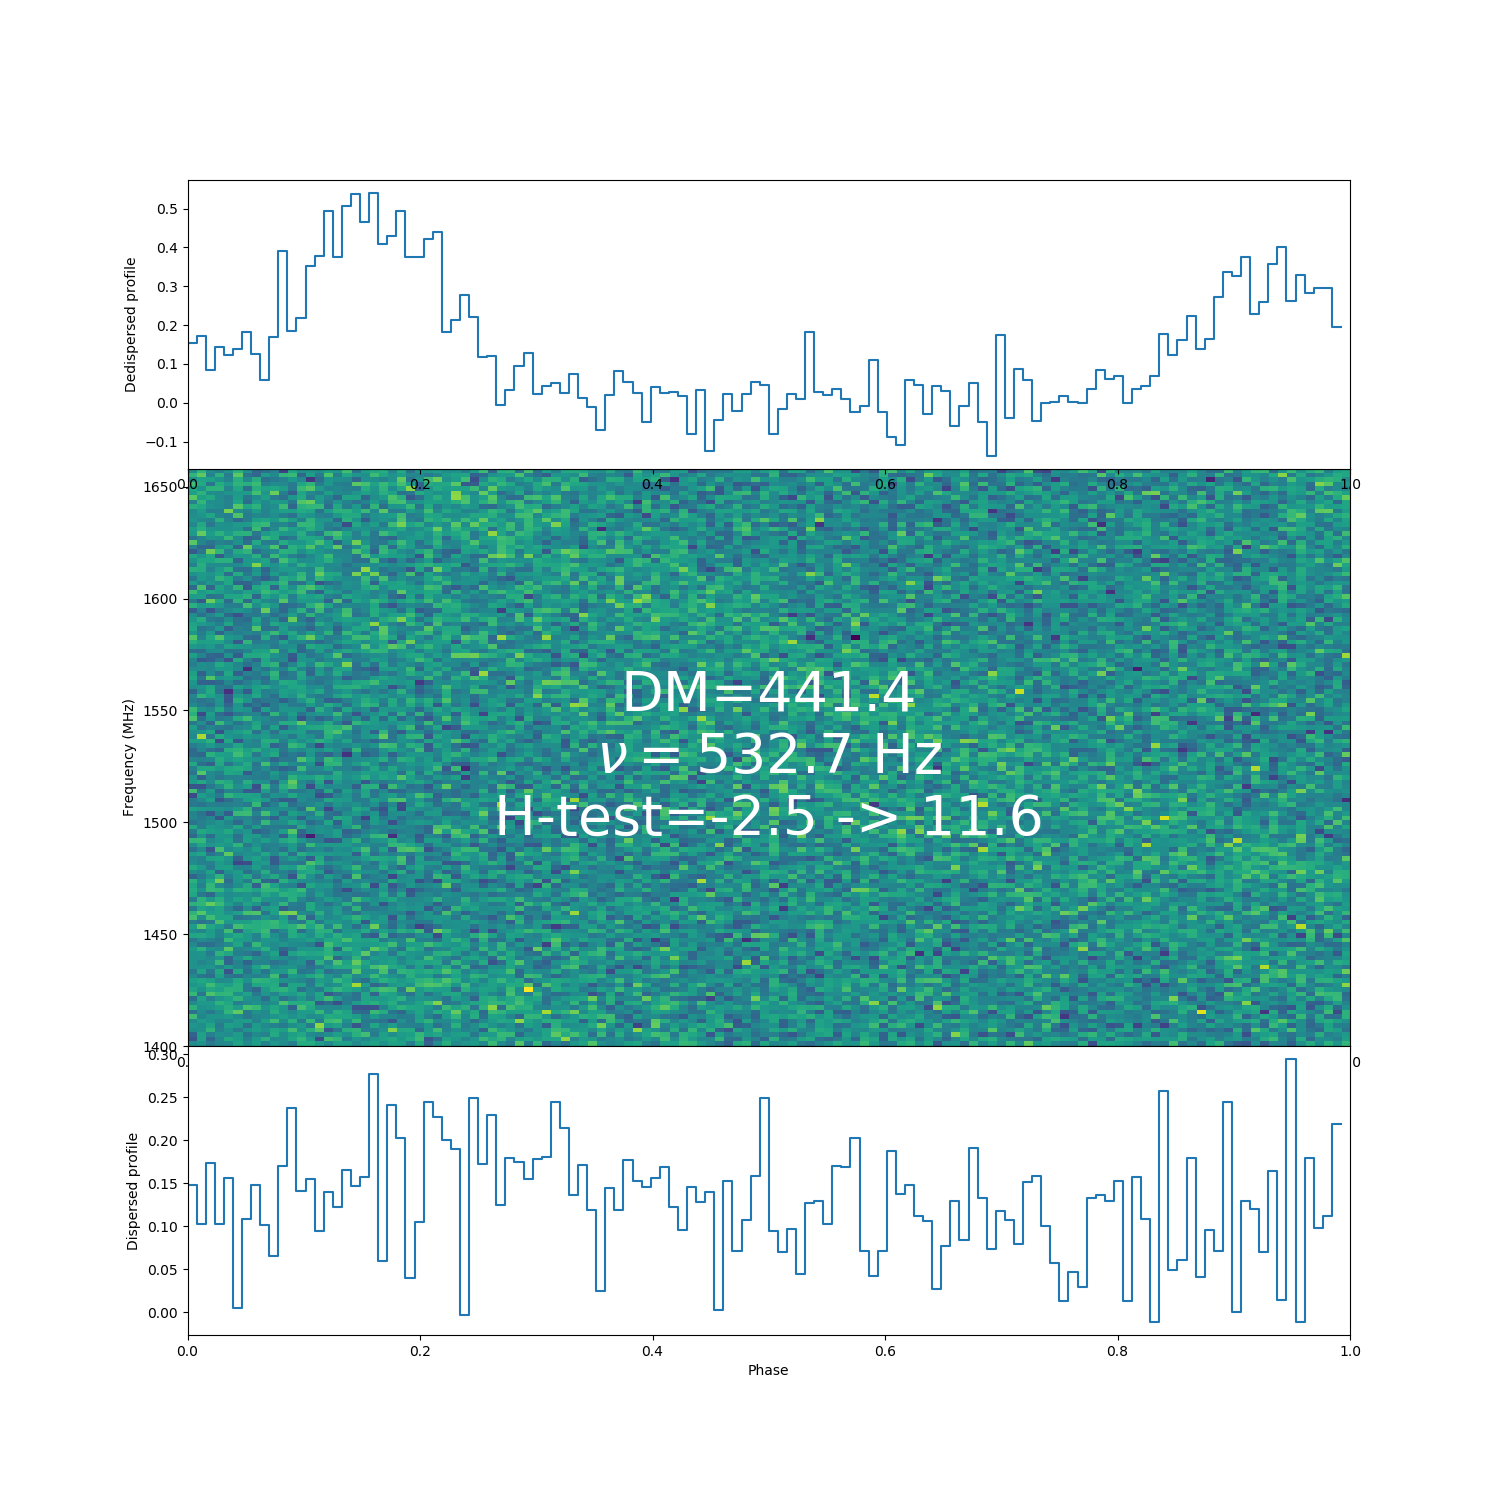 0.5
0.4
0.3
0.2
0.1
0.0
−0.1
Dedispersed profile
0.0 0.2 0.4 0.6 0.8 1.0
1650
1600
1550
1500
1450
1400
Frequency (MHz)
DM=441.4
ν = 532.7 Hz
H-test=-2.5 -> 11.6
0.30
0.25
0.20
0.15
0.10
0.05
0.00
Dispersed profile
0.0 0.2 0.4 0.6 0.8 1.0
Phase